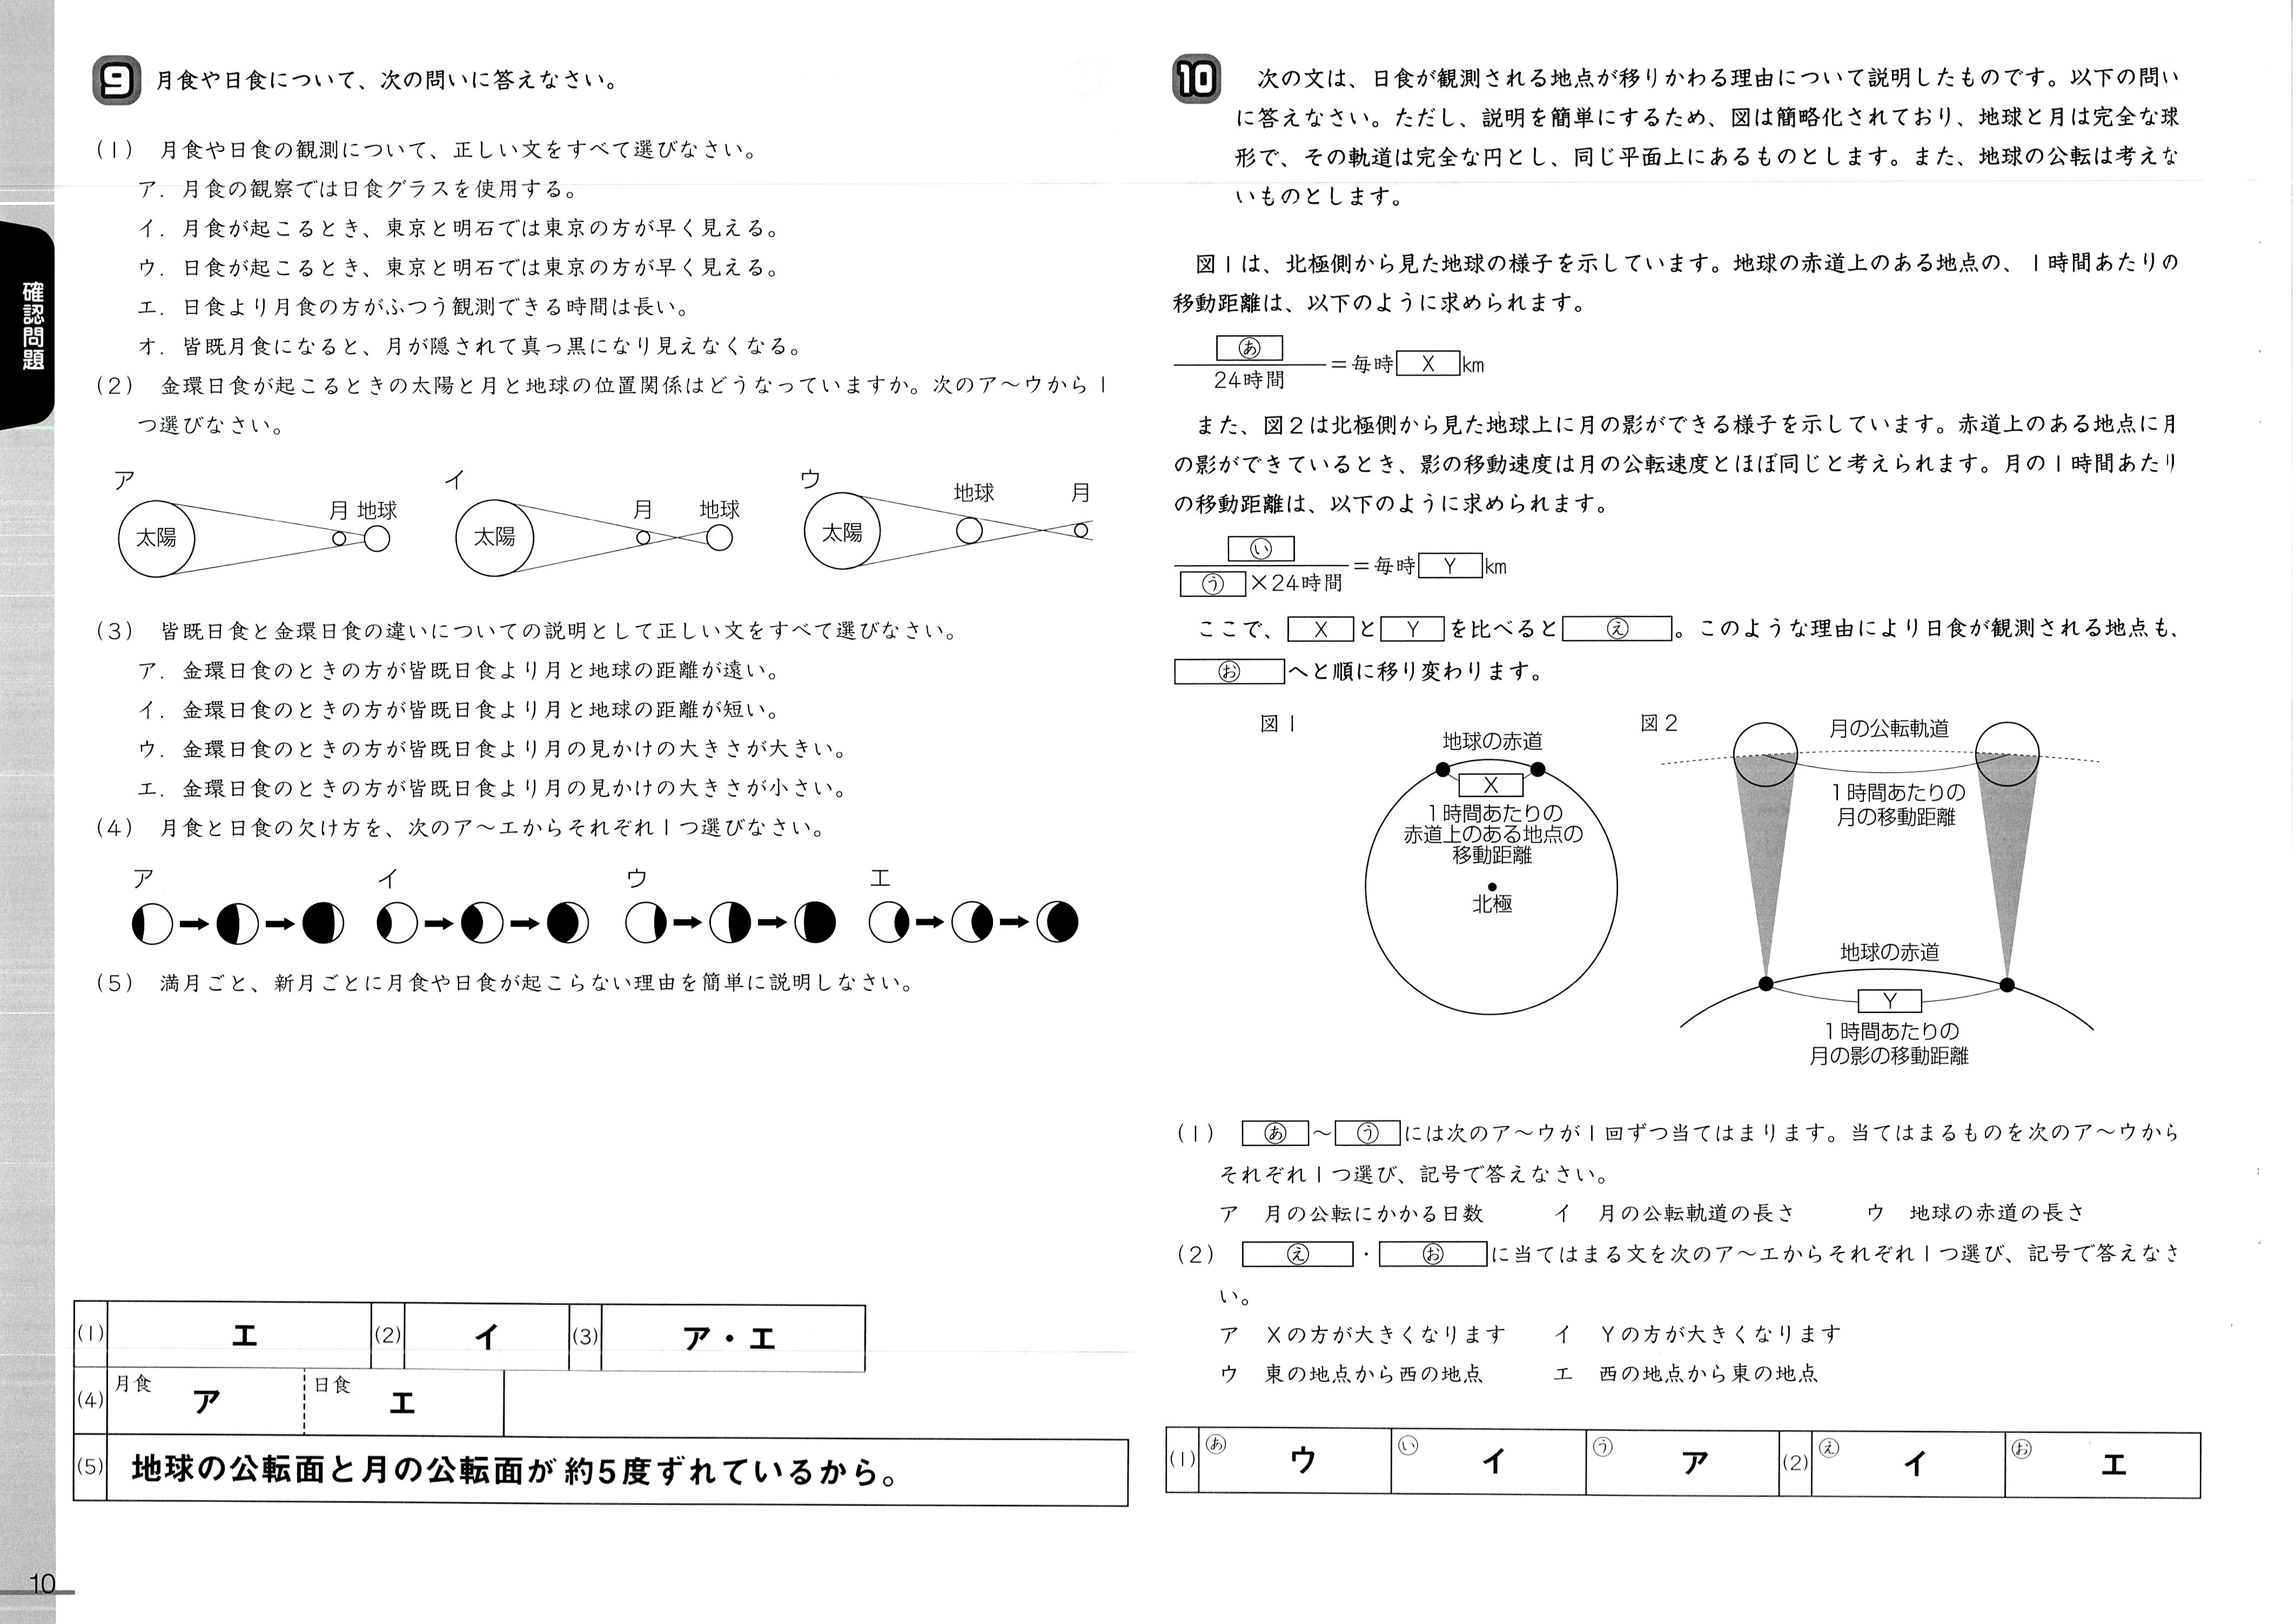 確認問題
9 月食や日食について、次の問いに答えなさい。
(1) 月食や日食の観測について、正しい文をすべて選びなさい。
ア．月食の観察では日食グラスを使用する。
イ．月食が起こるとき、東京と明石では東京の方が早く見える。
ウ．日食が起こるとき、東京と明石では東京の方が早く見える。
エ．日食より月食の方がふつう観測できる時間は長い。
オ．皆既月食になると、月が隠されて真っ黒になり見えなくなる。
(2) 金環日食が起こるときの太陽と月と地球の位置関係はどうなっていますか。次のア～ウから1
つ選びなさい。
ア 太陽 月 地球
イ 太陽 月 地球
ウ 太陽 地球 月
(3) 皆既日食と金環日食の違いについての説明として正しい文をすべて選びなさい。
ア．金環日食のときの方が皆既日食より月と地球の距離が遠い。
イ．金環日食のときの方が皆既日食より月と地球の距離が短い。
ウ．金環日食のときの方が皆既日食より月の見かけの大きさが大きい。
エ．金環日食のときの方が皆既日食より月の見かけの大きさが小さい。
(4) 月食と日食の欠け方を、次のア～エからそれぞれ1つ選びなさい。
ア イ ウ エ
(5) 満月ごと、新月ごとに月食や日食が起こらない理由を簡単に説明しなさい。
(1) エ (2) イ (3) ア・エ
(4) 月食 ア 日食 エ
(5) 地球の公転面と月の公転面が約5度ずれているから。
10
10 次の文は、日食が観測される地点が移りかわる理由について説明したものです。以下の問い
に答えなさい。ただし、説明を簡単にするため、図は簡略化されており、地球と月は完全な球
形で、その軌道は完全な円とし、同じ平面上にあるものとします。また、地球の公転は考えな
いものとします。
図1は、北極側から見た地球の様子を示しています。地球の赤道上のある地点の、1時間あたりの
移動距離は、以下のように求められます。
あ
24時間
＝毎時 X km
また、図2は北極側から見た地球上に月の影ができる様子を示しています。赤道上のある地点に月
の影ができているとき、影の移動速度は月の公転速度とほぼ同じと考えられます。月の1時間あたり
の移動距離は、以下のように求められます。
い
う ×24時間
＝毎時 Y km
ここで、 X と Y を比べると え 。このような理由により日食が観測される地点も、
お へと順に移り変わります。
図1
地球の赤道
X
1時間あたりの
赤道上のある地点の
移動距離
北極
図2
月の公転軌道
1時間あたりの
月の移動距離
地球の赤道
Y
1時間あたりの
月の影の移動距離
(1) あ ～ う には次のア～ウが1回ずつ当てはまります。当てはまるものを次のア～ウから
それぞれ1つ選び、記号で答えなさい。
ア 月の公転にかかる日数 イ 月の公転軌道の長さ ウ 地球の赤道の長さ
(2) え ・ お に当てはまる文を次のア～エからそれぞれ1つ選び、記号で答えなさ
い。
ア Xの方が大きくなります イ Yの方が大きくなります
ウ 東の地点から西の地点 エ 西の地点から東の地点
(1) あ ウ い イ う ア (2) え イ お エ